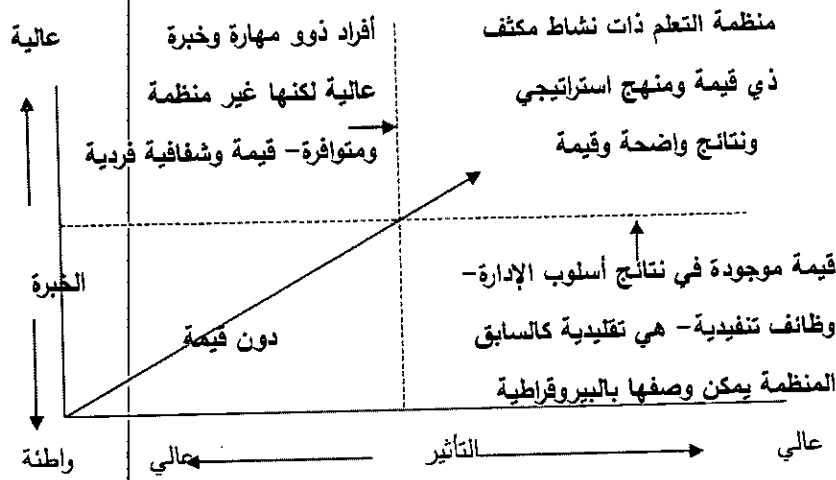 عالية
أفراد ذوو مهارة وخبرة
عالية لكنها غير منظمة
ومتوافرة– قيمة وشفافية فردية
منظمة التعلم ذات نشاط مكثف
ذي قيمة ومنهج استراتيجي
ونتائج واضحة وقيمة
الخبرة
دون قيمة
قيمة موجودة في نتائج أسلوب الإدارة–
وظائف تنفيدية– هي تقليدية كالسابق
المنظمة يمكن وصفها بالبيروقراطية
واطئة
عالي
التأثير
عالي